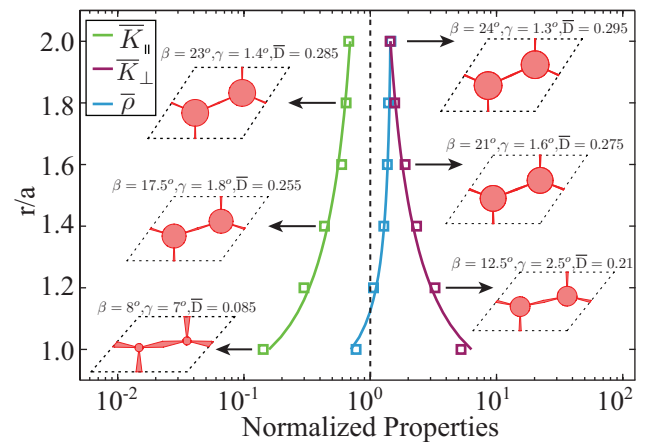 K̅∥
K̅⊥
ρ̅
β = 23°, γ = 1.4°, D̅ = 0.285
β = 24°, γ = 1.3°, D̅ = 0.295
β = 21°, γ = 1.6°, D̅ = 0.275
β = 17.5°, γ = 1.8°, D̅ = 0.255
β = 12.5°, γ = 2.5°, D̅ = 0.21
β = 8°, γ = 7°, D̅ = 0.085
r/a
2.0
1.8
1.6
1.4
1.2
1.0
10⁻² 10⁻¹ 10⁰ 10¹ 10²
Normalized Properties